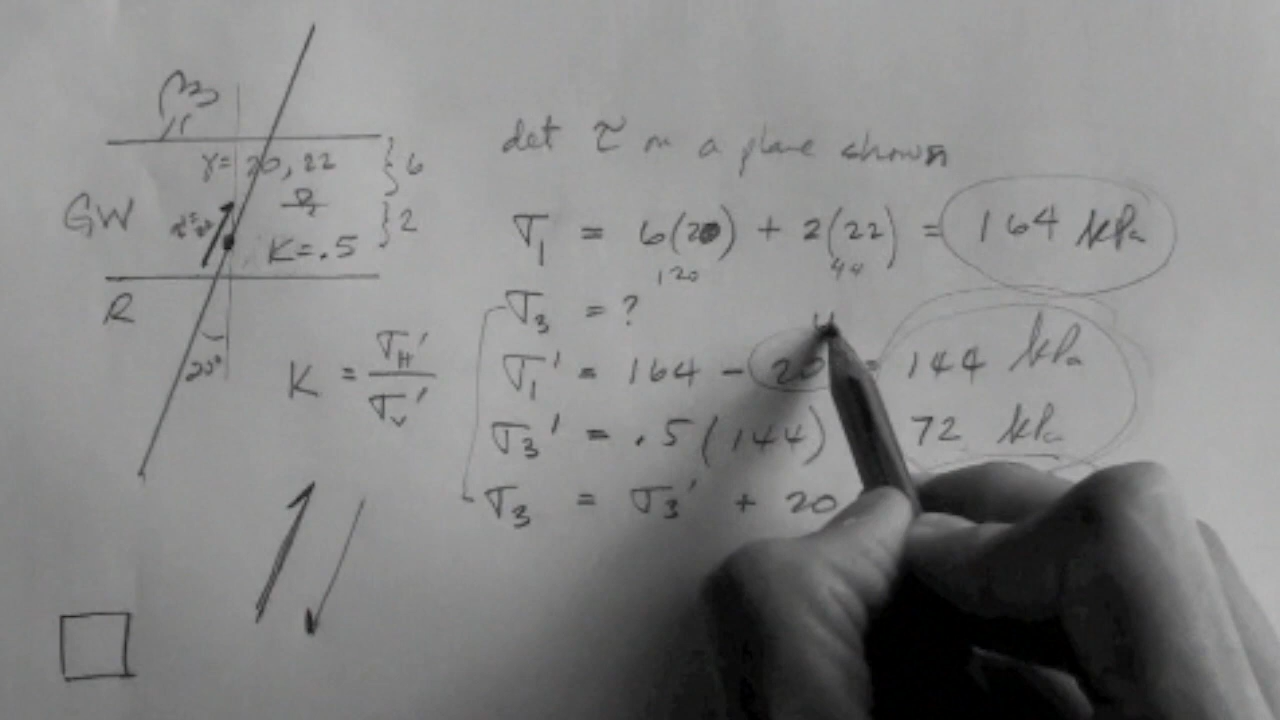 γ = 20, 22 } 6
GW
K = .5 } 2
R
20°
det τ on a plane shown
σ1 = 6(20) + 2(22) = 164 kPa
120 44
σ3 = ?
K = σH' / σv'
σ1' = 164 - 20 = 144 kPa
σ3' = .5(144) 72 kPa
σ3 = σ3' + 20